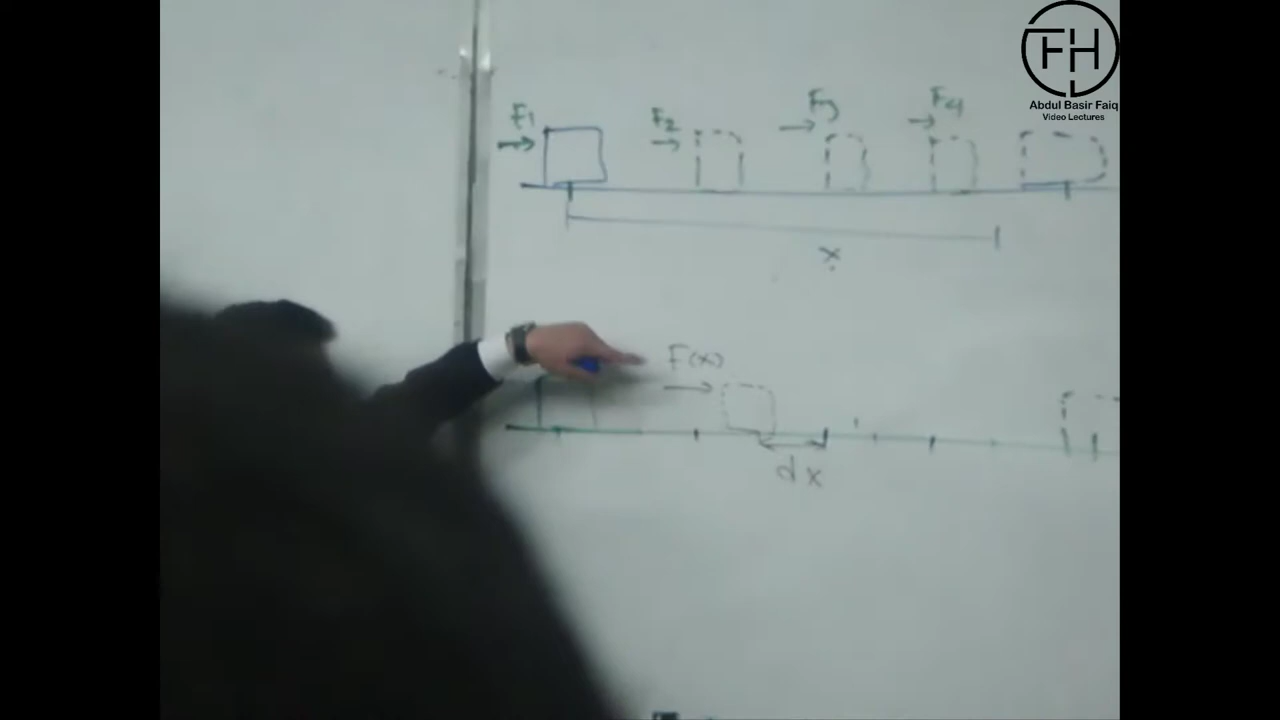 FH
Abdul Basir Faiq
Video Lectures
F1 F2 F3 F4
x
F(x)
dx